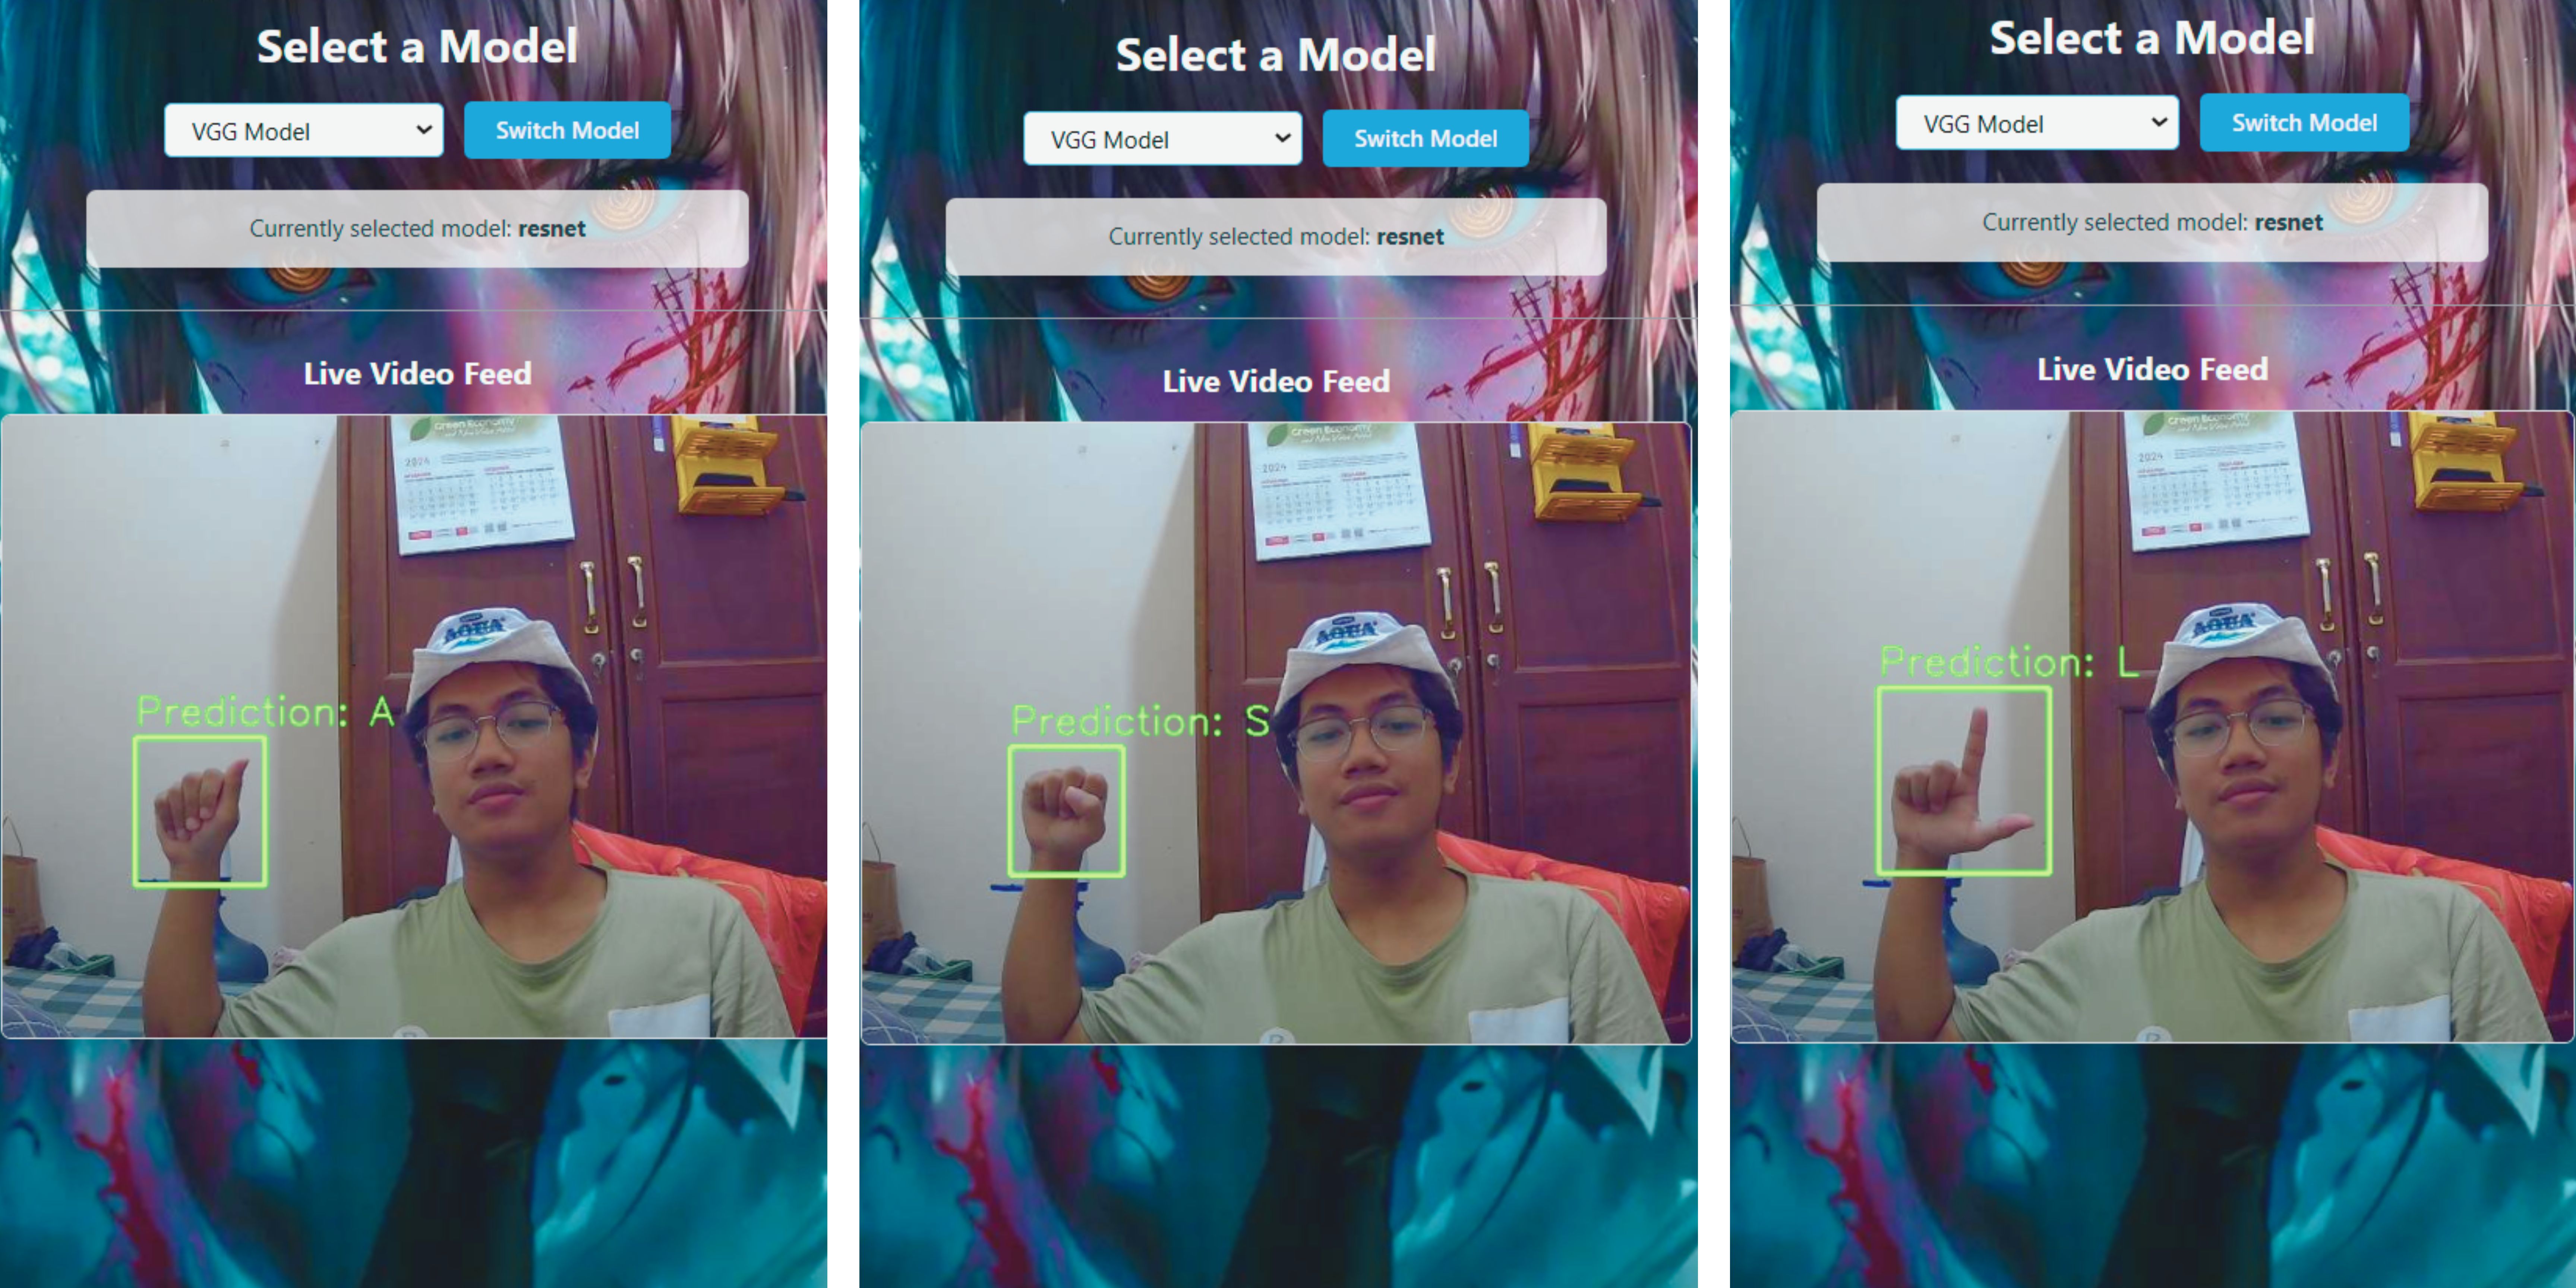 Select a Model
VGG Model
Switch Model
Currently selected model: resnet
Live Video Feed
Green Economy
2024
AQUA
Prediction: A
Select a Model
VGG Model
Switch Model
Currently selected model: resnet
Live Video Feed
Green Economy
2024
AQUA
Prediction: S
Select a Model
VGG Model
Switch Model
Currently selected model: resnet
Live Video Feed
Green Economy
2024
AQUA
Prediction: L